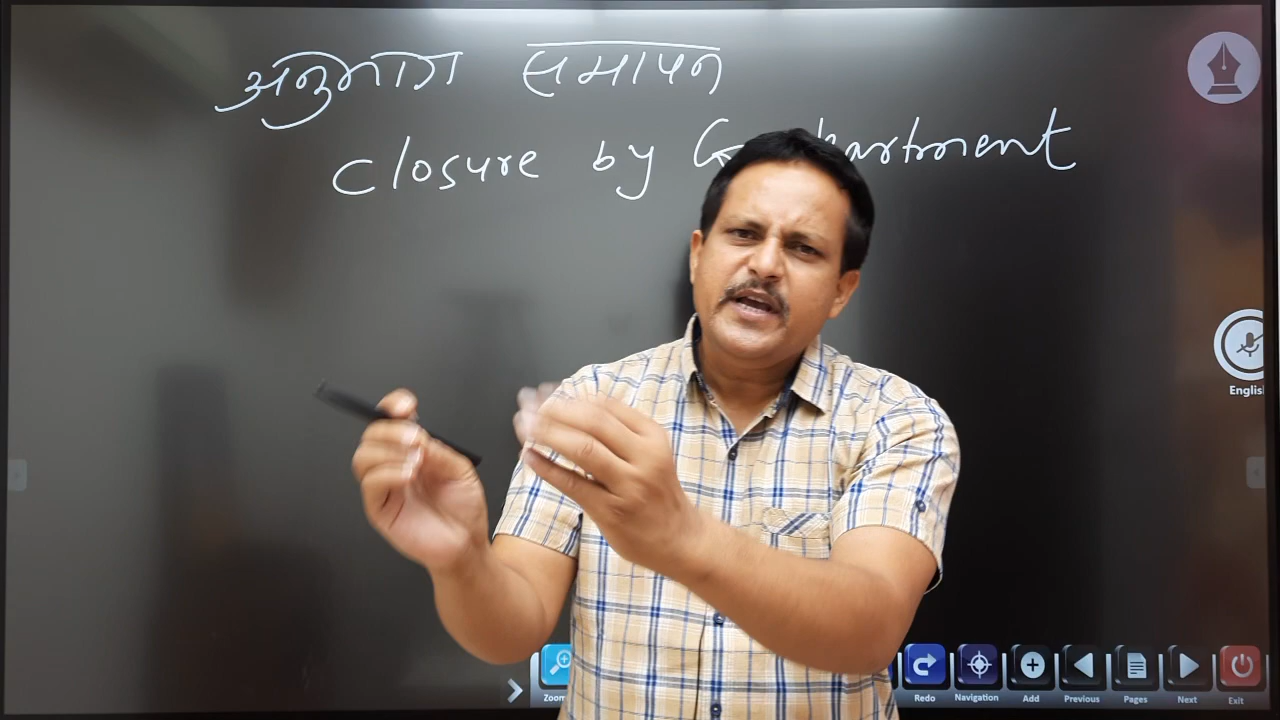 अनुभाग समापन
closure by
English
Zoom
Redo
Navigation
Add
Previous
Pages
Next
Exit